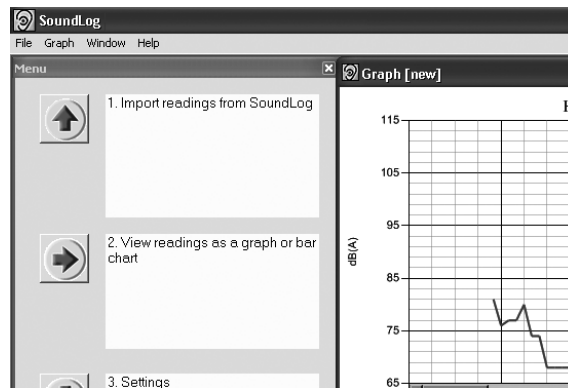 SoundLog
File Graph Window Help
Menu
1. Import readings from SoundLog
2. View readings as a graph or bar
chart
3. Settings
Graph [new]
115
105
95
85
75
65
dB(A)